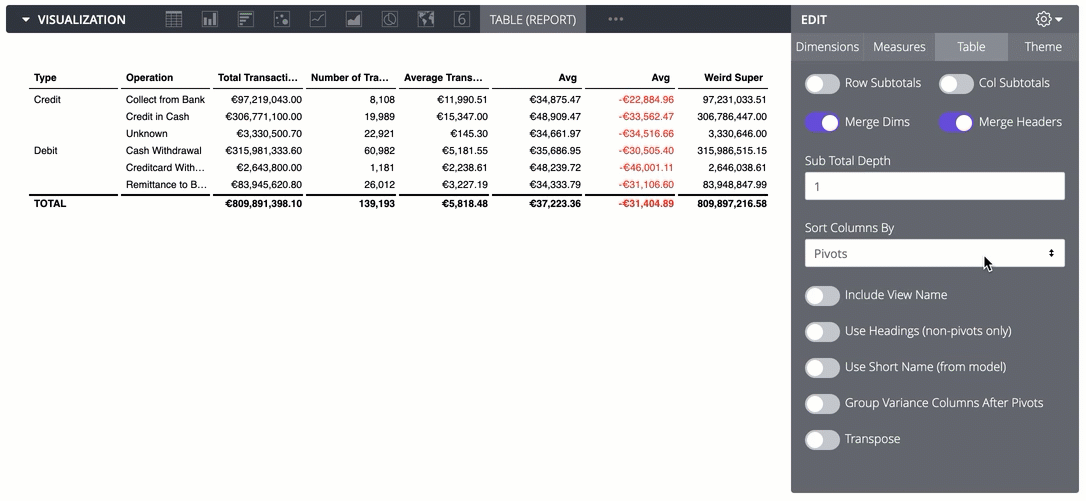 VISUALIZATION 6 TABLE (REPORT) ...
EDIT
Dimensions Measures Table Theme
Row Subtotals Col Subtotals
Merge Dims Merge Headers
Sub Total Depth
1
Sort Columns By
Pivots
Include View Name
Use Headings (non-pivots only)
Use Short Name (from model)
Group Variance Columns After Pivots
Transpose
Type Operation Total Transacti... Number of Tra... Average Trans... Avg Avg Weird Super
Credit Collect from Bank €97,219,043.00 8,108 €11,990.51 €34,875.47 -€22,884.96 97,231,033.51
Credit in Cash €306,771,100.00 19,989 €15,347.00 €48,909.47 -€33,562.47 306,786,447.00
Unknown €3,330,500.70 22,921 €145.30 €34,661.97 -€34,516.66 3,330,646.00
Debit Cash Withdrawal €315,981,333.60 60,982 €5,181.55 €35,686.95 -€30,505.40 315,986,515.15
Creditcard With... €2,643,800.00 1,181 €2,238.61 €48,239.72 -€46,001.11 2,646,038.61
Remittance to B... €83,945,620.80 26,012 €3,227.19 €34,333.79 -€31,106.60 83,948,847.99
TOTAL €809,891,398.10 139,193 €5,818.48 €37,223.36 -€31,404.89 809,897,216.58